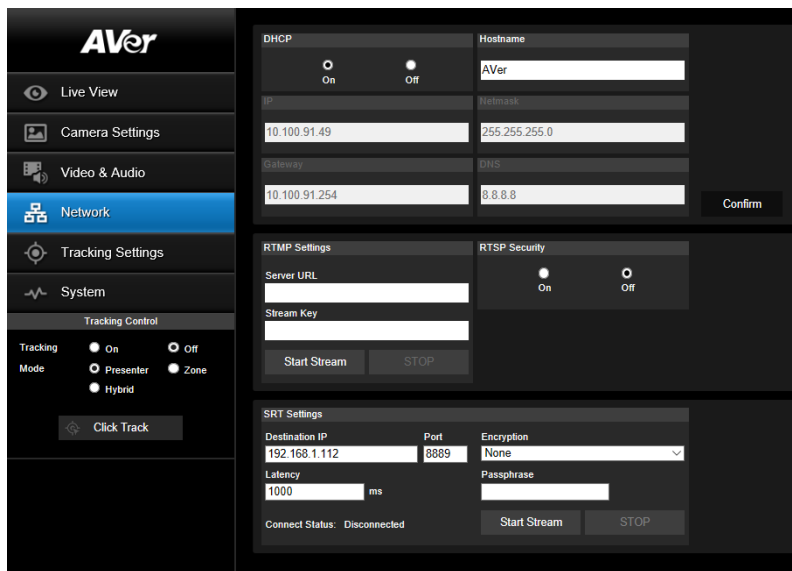 AVer
Live View
Camera Settings
Video & Audio
Network
Tracking Settings
System
Tracking Control
Tracking On Off
Mode Presenter Zone
Hybrid
Click Track
DHCP
On Off
Hostname
AVer
IP
10.100.91.49
Netmask
255.255.255.0
Gateway
10.100.91.254
DNS
8.8.8.8
Confirm
RTMP Settings
Server URL
Stream Key
Start Stream STOP
RTSP Security
On Off
SRT Settings
Destination IP Port Encryption
192.168.1.112 8889 None
Latency Passphrase
1000 ms
Connect Status: Disconnected Start Stream STOP